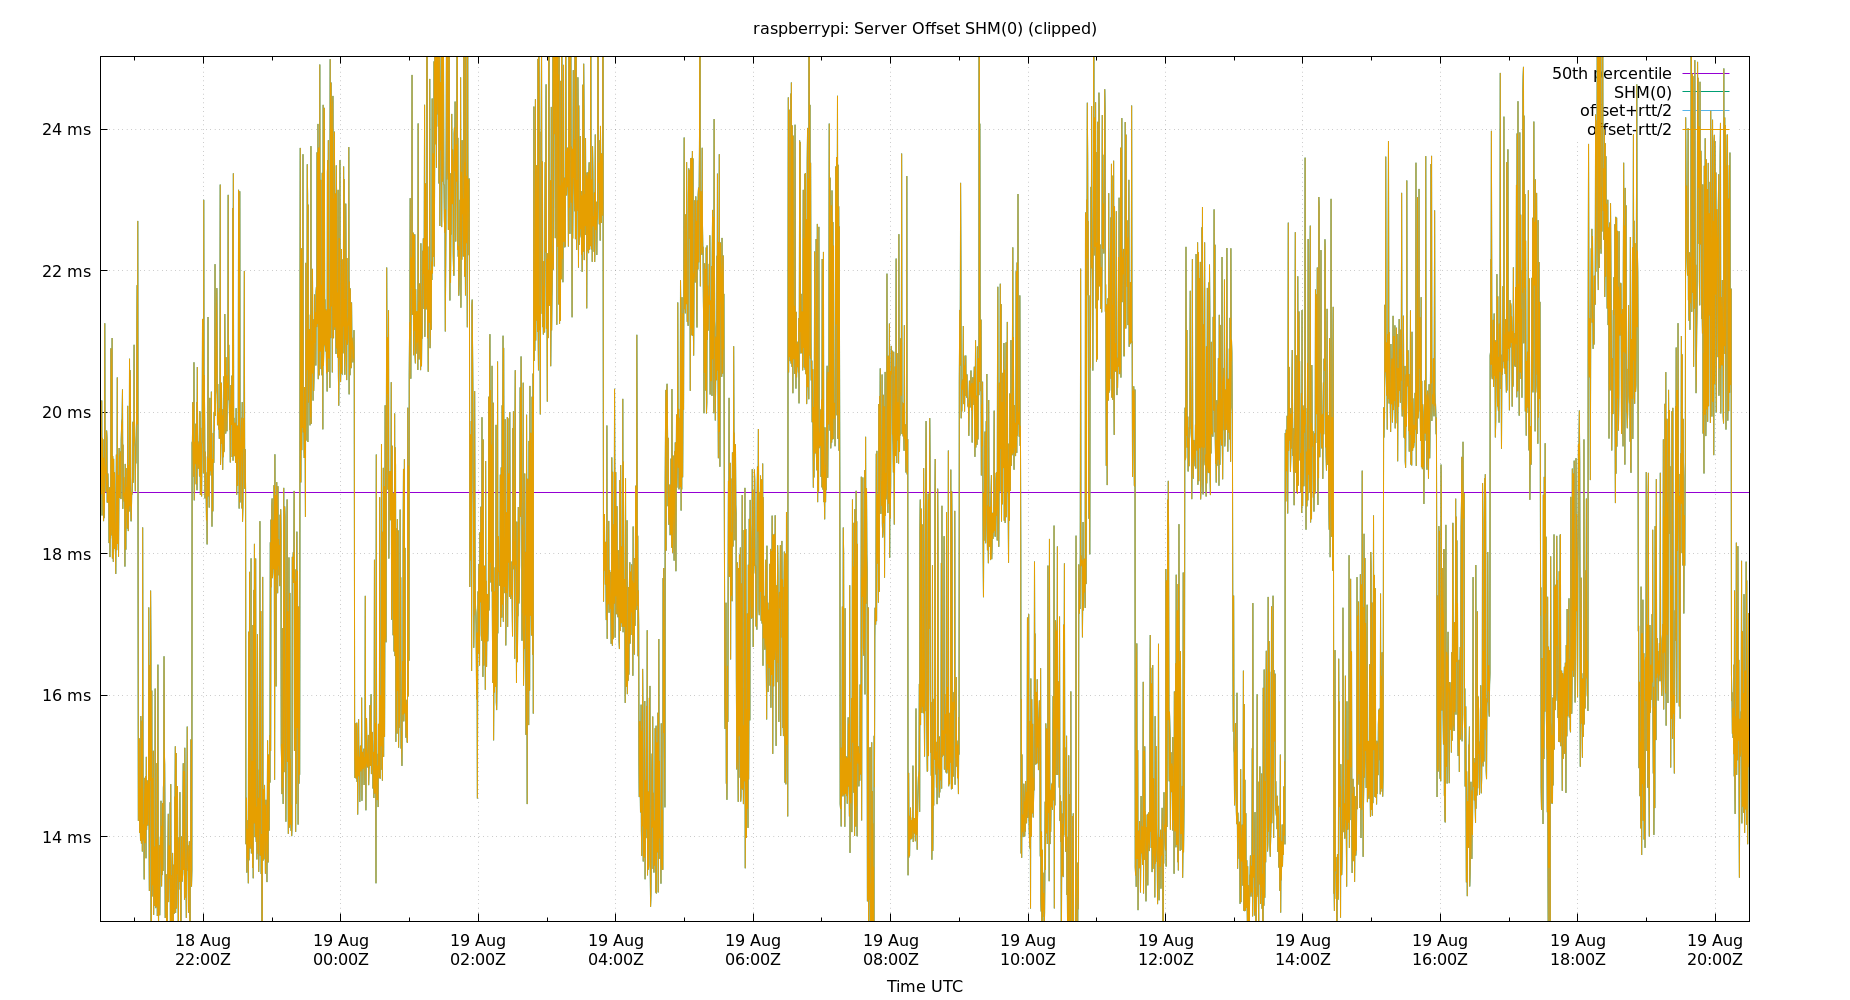 raspberrypi: Server Offset SHM(0) (clipped)
50th percentile
SHM(0)
offset+rtt/2
offset-rtt/2
24 ms
22 ms
20 ms
18 ms
16 ms
14 ms
18 Aug 19 Aug 19 Aug 19 Aug 19 Aug 19 Aug 19 Aug 19 Aug 19 Aug 19 Aug 19 Aug 19 Aug
22:00Z 00:00Z 02:00Z 04:00Z 06:00Z 08:00Z 10:00Z 12:00Z 14:00Z 16:00Z 18:00Z 20:00Z
Time UTC